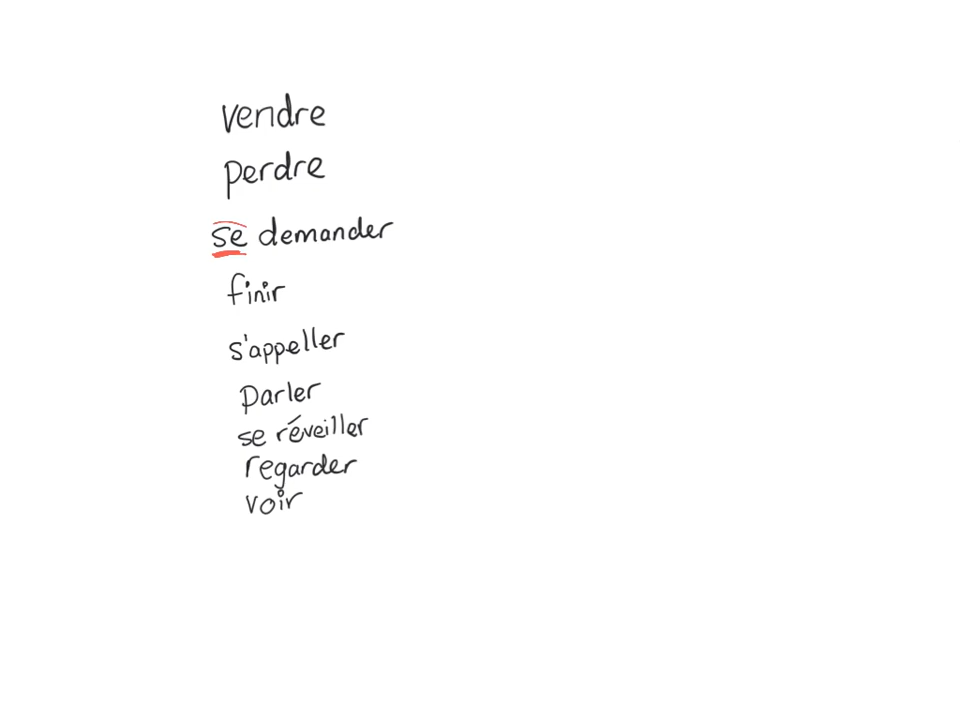 vendre
perdre
se demander
finir
s'appeller
parler
se réveiller
regarder
voir